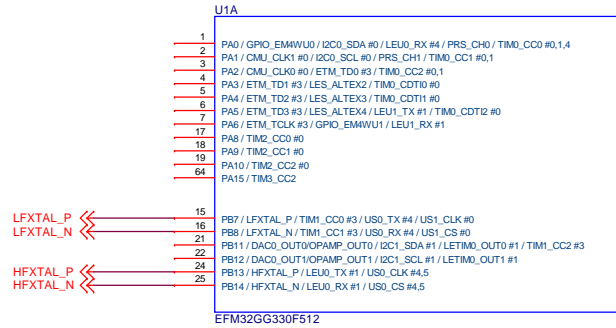 U1A
1 PA0 / GPIO_EM4WU0 / I2C0_SDA #0 / LEU0_RX #4 / PRS_CH0 / TIM0_CC0 #0,1,4
2 PA1 / CMU_CLK1 #0 / I2C0_SCL #0 / PRS_CH1 / TIM0_CC1 #0,1
3 PA2 / CMU_CLK0 #0 / ETM_TD0 #3 / TIM0_CC2 #0,1
4 PA3 / ETM_TD1 #3 / LES_ALTEX2 / TIM0_CDTI0 #0
5 PA4 / ETM_TD2 #3 / LES_ALTEX3 / TIM0_CDTI1 #0
6 PA5 / ETM_TD3 #3 / LES_ALTEX4 / LEU1_TX #1 / TIM0_CDTI2 #0
7 PA6 / ETM_TCLK #3 / GPIO_EM4WU1 / LEU1_RX #1
17 PA8 / TIM2_CC0 #0
18 PA9 / TIM2_CC1 #0
19 PA10 / TIM2_CC2 #0
64 PA15 / TIM3_CC2
LFXTAL_P 15 PB7 / LFXTAL_P / TIM1_CC0 #3 / US0_TX #4 / US1_CLK #0
LFXTAL_N 16 PB8 / LFXTAL_N / TIM1_CC1 #3 / US0_RX #4 / US1_CS #0
21 PB11 / DAC0_OUT0/OPAMP_OUT0 / I2C1_SDA #1 / LETIM0_OUT0 #1 / TIM1_CC2 #3
22 PB12 / DAC0_OUT1/OPAMP_OUT1 / I2C1_SCL #1 / LETIM0_OUT1 #1
HFXTAL_P 24 PB13 / HFXTAL_P / LEU0_TX #1 / US0_CLK #4,5
HFXTAL_N 25 PB14 / HFXTAL_N / LEU0_RX #1 / US0_CS #4,5
EFM32GG330F512